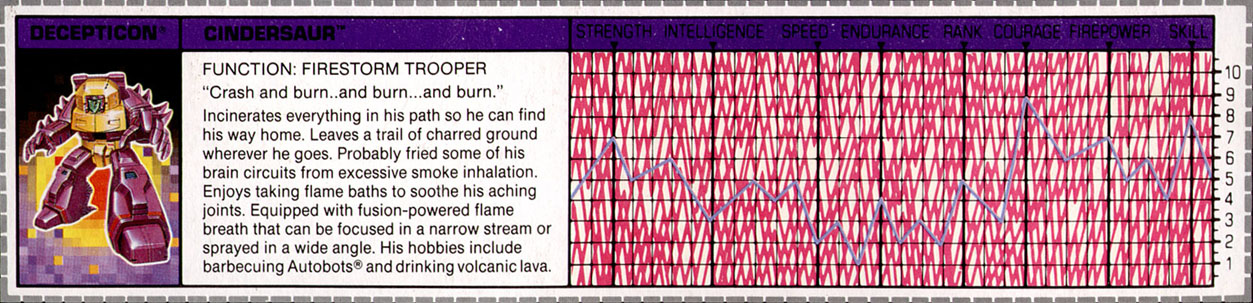 DECEPTICON® CINDERSAUR™ STRENGTH INTELLIGENCE SPEED ENDURANCE RANK COURAGE FIREPOWER SKILL
FUNCTION: FIRESTORM TROOPER
“Crash and burn..and burn...and burn.”
Incinerates everything in his path so he can find
his way home. Leaves a trail of charred ground
wherever he goes. Probably fried some of his
brain circuits from excessive smoke inhalation.
Enjoys taking flame baths to soothe his aching
joints. Equipped with fusion-powered flame
breath that can be focused in a narrow stream or
sprayed in a wide angle. His hobbies include
barbecuing Autobots® and drinking volcanic lava.
10
9
8
7
6
5
4
3
2
1